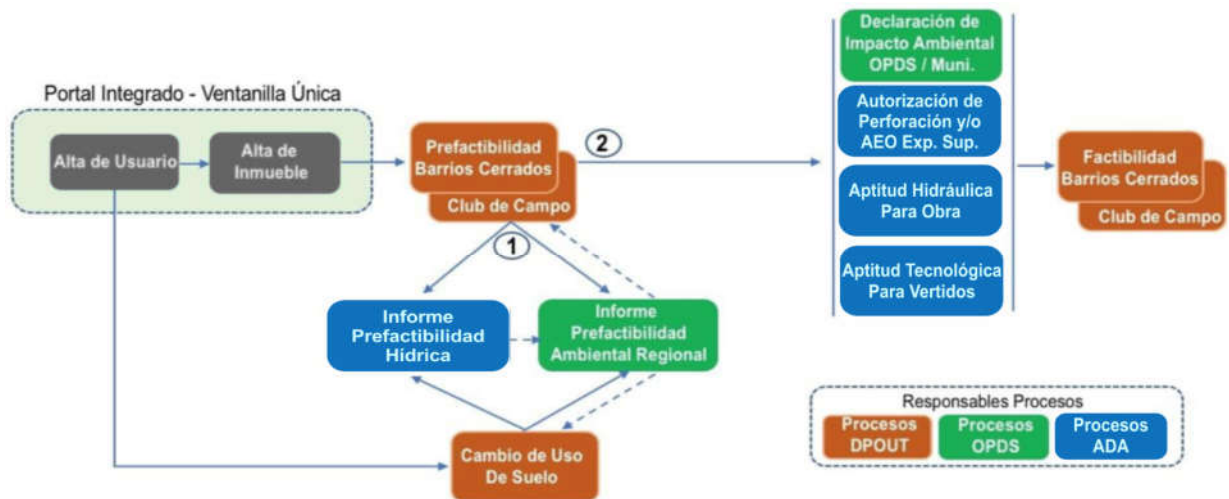 Portal Integrado - Ventanilla Única
Alta de Usuario
Alta de
Inmueble
Prefactibilidad
Barrios Cerrados
Club de Campo
1
2
Informe
Prefactibilidad
Hídrica
Informe
Prefactibilidad
Ambiental Regional
Cambio de Uso
De Suelo
Declaración de
Impacto Ambiental
OPDS / Muni.
Autorización de
Perforación y/o
AEO Exp. Sup.
Aptitud Hidráulica
Para Obra
Aptitud Tecnológica
Para Vertidos
Factibilidad
Barrios Cerrados
Club de Campo
Responsables Procesos
Procesos
DPOUT
Procesos
OPDS
Procesos
ADA